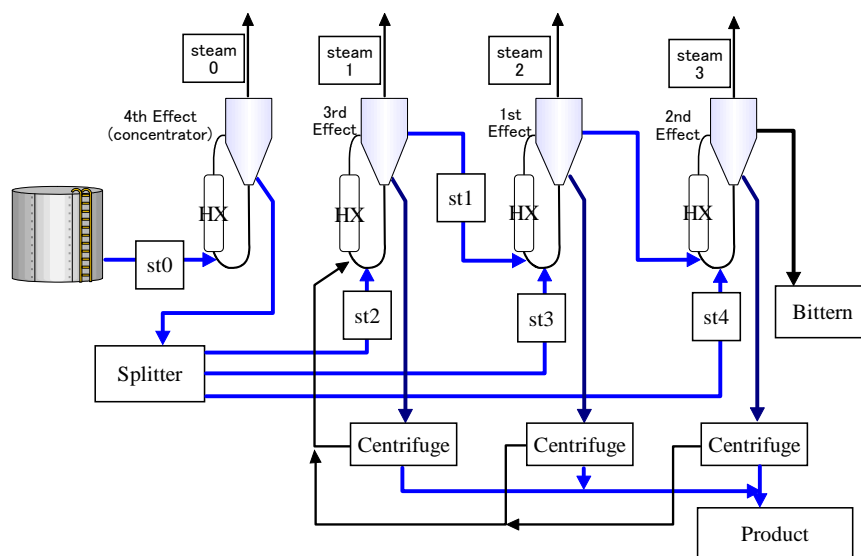 steam
0
steam
1
steam
2
steam
3
4th Effect
(concentrator)
3rd
Effect
1st
Effect
2nd
Effect
HX
HX
HX
HX
st0
st1
st2
st3
st4
Bittern
Splitter
Centrifuge
Centrifuge
Centrifuge
Product